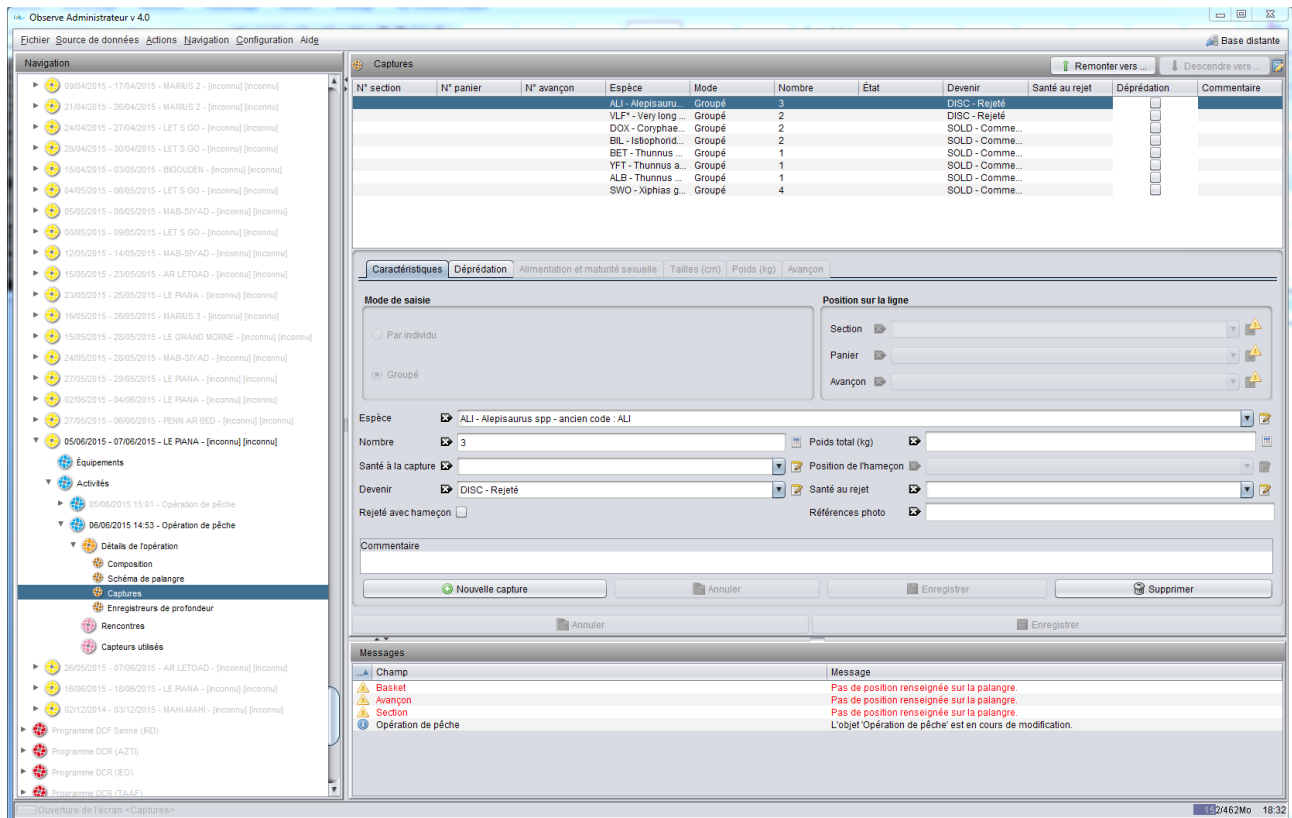 Observe Administrateur v 4.0
Fichier Source de données Actions Navigation Configuration Aide
Base distante
Navigation
09/04/2015 - 17/04/2015 - MARIUS 2 - [inconnu] [inconnu]
21/04/2015 - 26/04/2015 - MARIUS 2 - [inconnu] [inconnu]
24/04/2015 - 27/04/2015 - LET S GO - [inconnu] [inconnu]
28/04/2015 - 30/04/2015 - LET S GO - [inconnu] [inconnu]
15/04/2015 - 03/05/2015 - BIGOUDEN - [inconnu] [inconnu]
04/05/2015 - 06/05/2015 - LET S GO - [inconnu] [inconnu]
05/05/2015 - 08/05/2015 - MAB-SIYAD - [inconnu] [inconnu]
08/05/2015 - 09/05/2015 - LET S GO - [inconnu] [inconnu]
12/05/2015 - 14/05/2015 - MAB-SIYAD - [inconnu] [inconnu]
15/05/2015 - 23/05/2015 - AR LETOAD - [inconnu] [inconnu]
23/05/2015 - 25/05/2015 - LE PIANA - [inconnu] [inconnu]
16/05/2015 - 26/05/2015 - MARIUS 3 - [inconnu] [inconnu]
15/05/2015 - 28/05/2015 - LE GRAND MORNE - [inconnu] [inconnu]
24/05/2015 - 28/05/2015 - MAB-SIYAD - [inconnu] [inconnu]
27/05/2015 - 29/05/2015 - LE PIANA - [inconnu] [inconnu]
02/06/2015 - 04/06/2015 - LE PIANA - [inconnu] [inconnu]
27/05/2015 - 06/06/2015 - PENN AR BED - [inconnu] [inconnu]
05/06/2015 - 07/06/2015 - LE PIANA - [inconnu] [inconnu]
Équipements
Activités
05/06/2015 15:01 - Opération de pêche
06/06/2015 14:53 - Opération de pêche
Détails de l'opération
Composition
Schéma de palangre
Captures
Enregistreurs de profondeur
Rencontres
Capteurs utilisés
26/05/2015 - 07/06/2015 - AR LETOAD - [inconnu] [inconnu]
16/06/2015 - 18/06/2015 - LE PIANA - [inconnu] [inconnu]
02/12/2014 - 03/12/2015 - MAHI-MAHI - [inconnu] [inconnu]
Programme DCF Senne (IRD)
Programme DCR (AZTI)
Programme DCR (IEO)
Programme DCR (TAAF)
Captures
Remonter vers ... Descendre vers ...
N° section N° panier N° avançon Espèce Mode Nombre État Devenir Santé au rejet Déprédation Commentaire
ALI - Alepisauru... Groupé 3 DISC - Rejeté
VLF* - Very long ... Groupé 2 DISC - Rejeté
DOX - Coryphae... Groupé 2 SOLD - Comme...
BIL - Istiophorid... Groupé 2 SOLD - Comme...
BET - Thunnus ... Groupé 1 SOLD - Comme...
YFT - Thunnus a... Groupé 1 SOLD - Comme...
ALB - Thunnus ... Groupé 1 SOLD - Comme...
SWO - Xiphias g... Groupé 4 SOLD - Comme...
Caractéristiques Déprédation Alimentation et maturité sexuelle Tailles (cm) Poids (kg) Avançon
Mode de saisie
Par individu
Groupé
Position sur la ligne
Section
Panier
Avançon
Espèce ALI - Alepisaurus spp - ancien code : ALI
Nombre 3 Poids total (kg)
Santé à la capture Position de l'hameçon
Devenir DISC - Rejeté Santé au rejet
Rejeté avec hameçon Références photo
Commentaire
Nouvelle capture Annuler Enregistrer Supprimer
Annuler Enregistrer
Messages
... Champ Message
Basket Pas de position renseignée sur la palangre.
Avançon Pas de position renseignée sur la palangre.
Section Pas de position renseignée sur la palangre.
Opération de pêche L'objet 'Opération de pêche' est en cours de modification.
Ouverture de l'écran <Captures>
152/462Mo 18:32